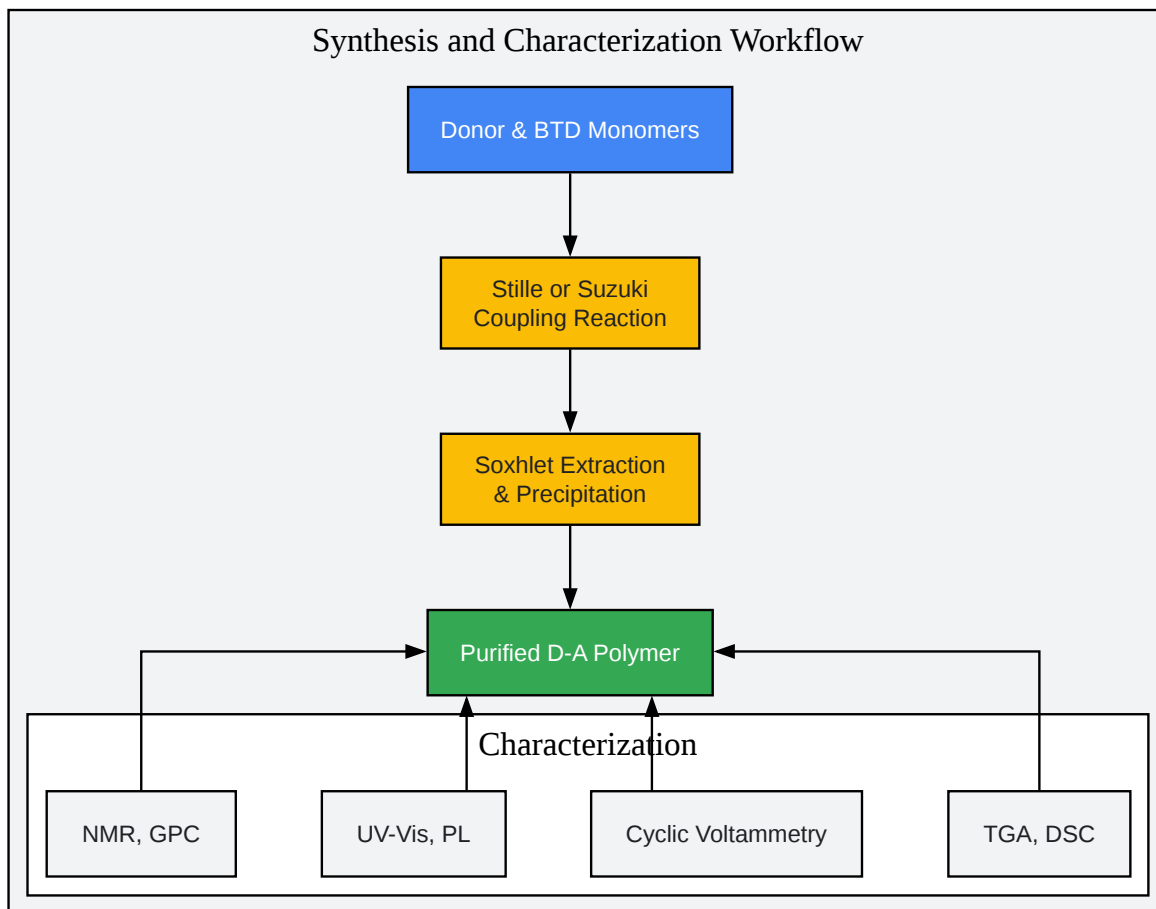 Synthesis and Characterization Workflow
Donor & BTD Monomers
Stille or Suzuki
Coupling Reaction
Soxhlet Extraction
& Precipitation
Purified D-A Polymer
Characterization
NMR, GPC
UV-Vis, PL
Cyclic Voltammetry
TGA, DSC